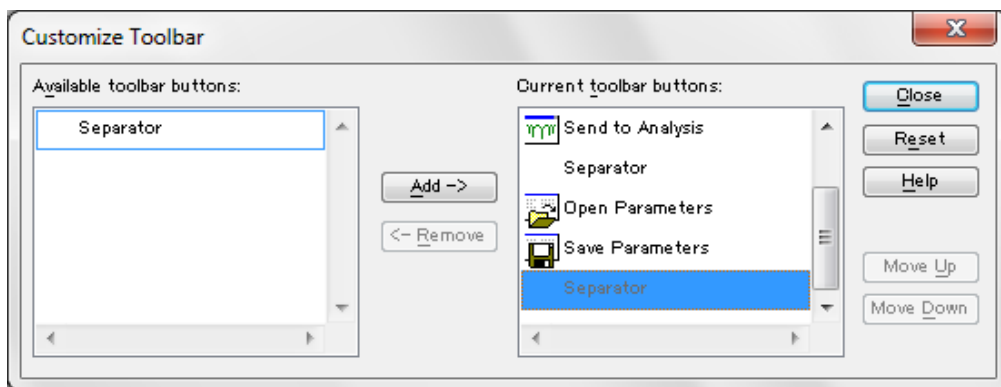 Customize Toolbar
Available toolbar buttons:
Separator
Add ->
<- Remove
Current toolbar buttons:
Send to Analysis
Separator
Open Parameters
Save Parameters
Separator
Close
Reset
Help
Move Up
Move Down